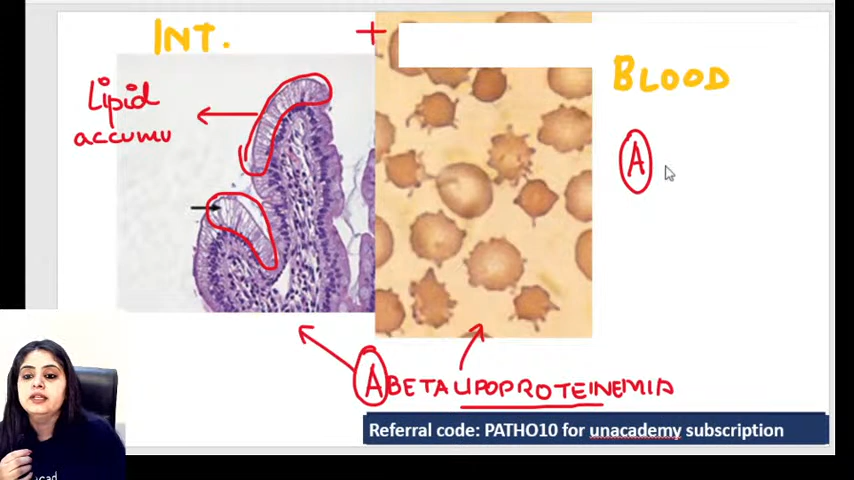 INT.
+
BLOOD
Lipid
accumu
A
ABETALIPOPROTEINEMIA
Referral code: PATHO10 for unacademy subscription